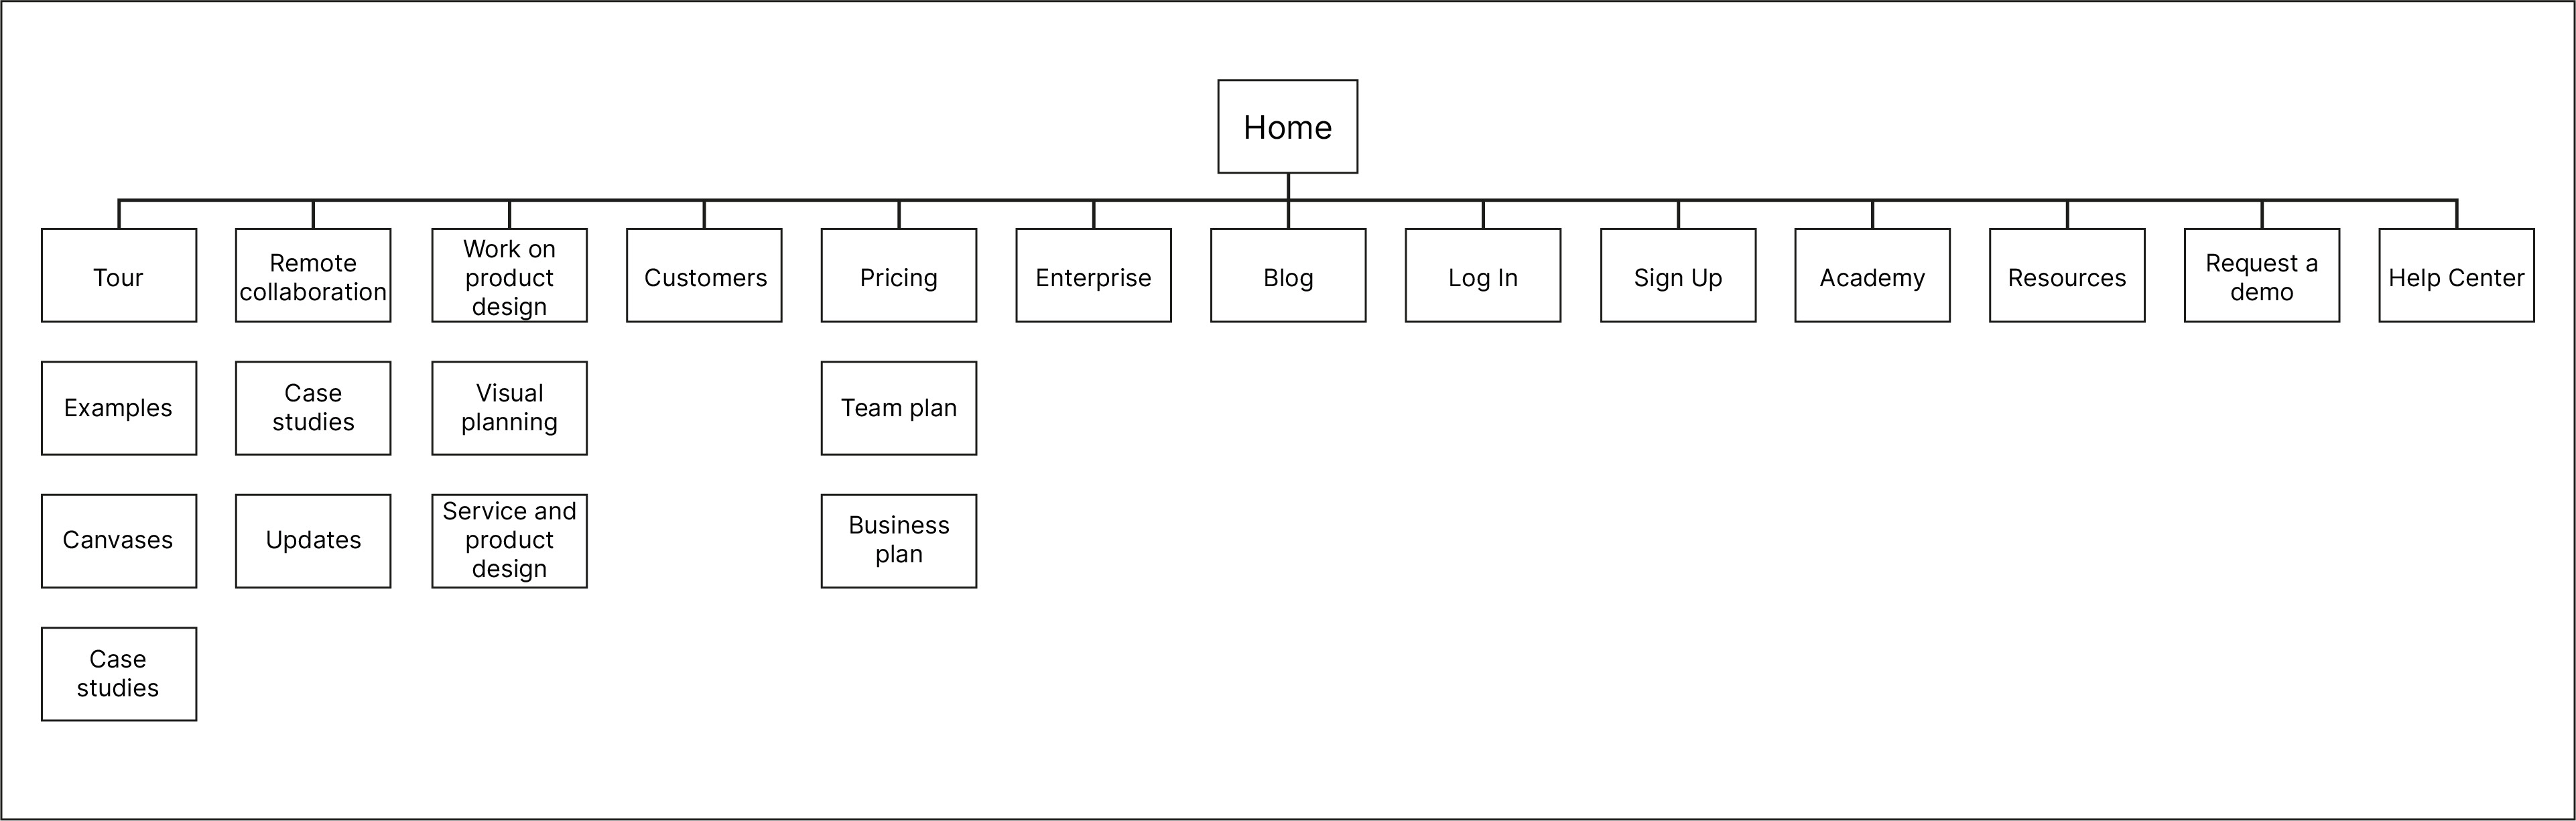 Home
Tour
Remote
collaboration
Work on
product
design
Customers
Pricing
Enterprise
Blog
Log In
Sign Up
Academy
Resources
Request a
demo
Help Center
Examples
Case
studies
Visual
planning
Team plan
Canvases
Updates
Service and
product
design
Business
plan
Case
studies